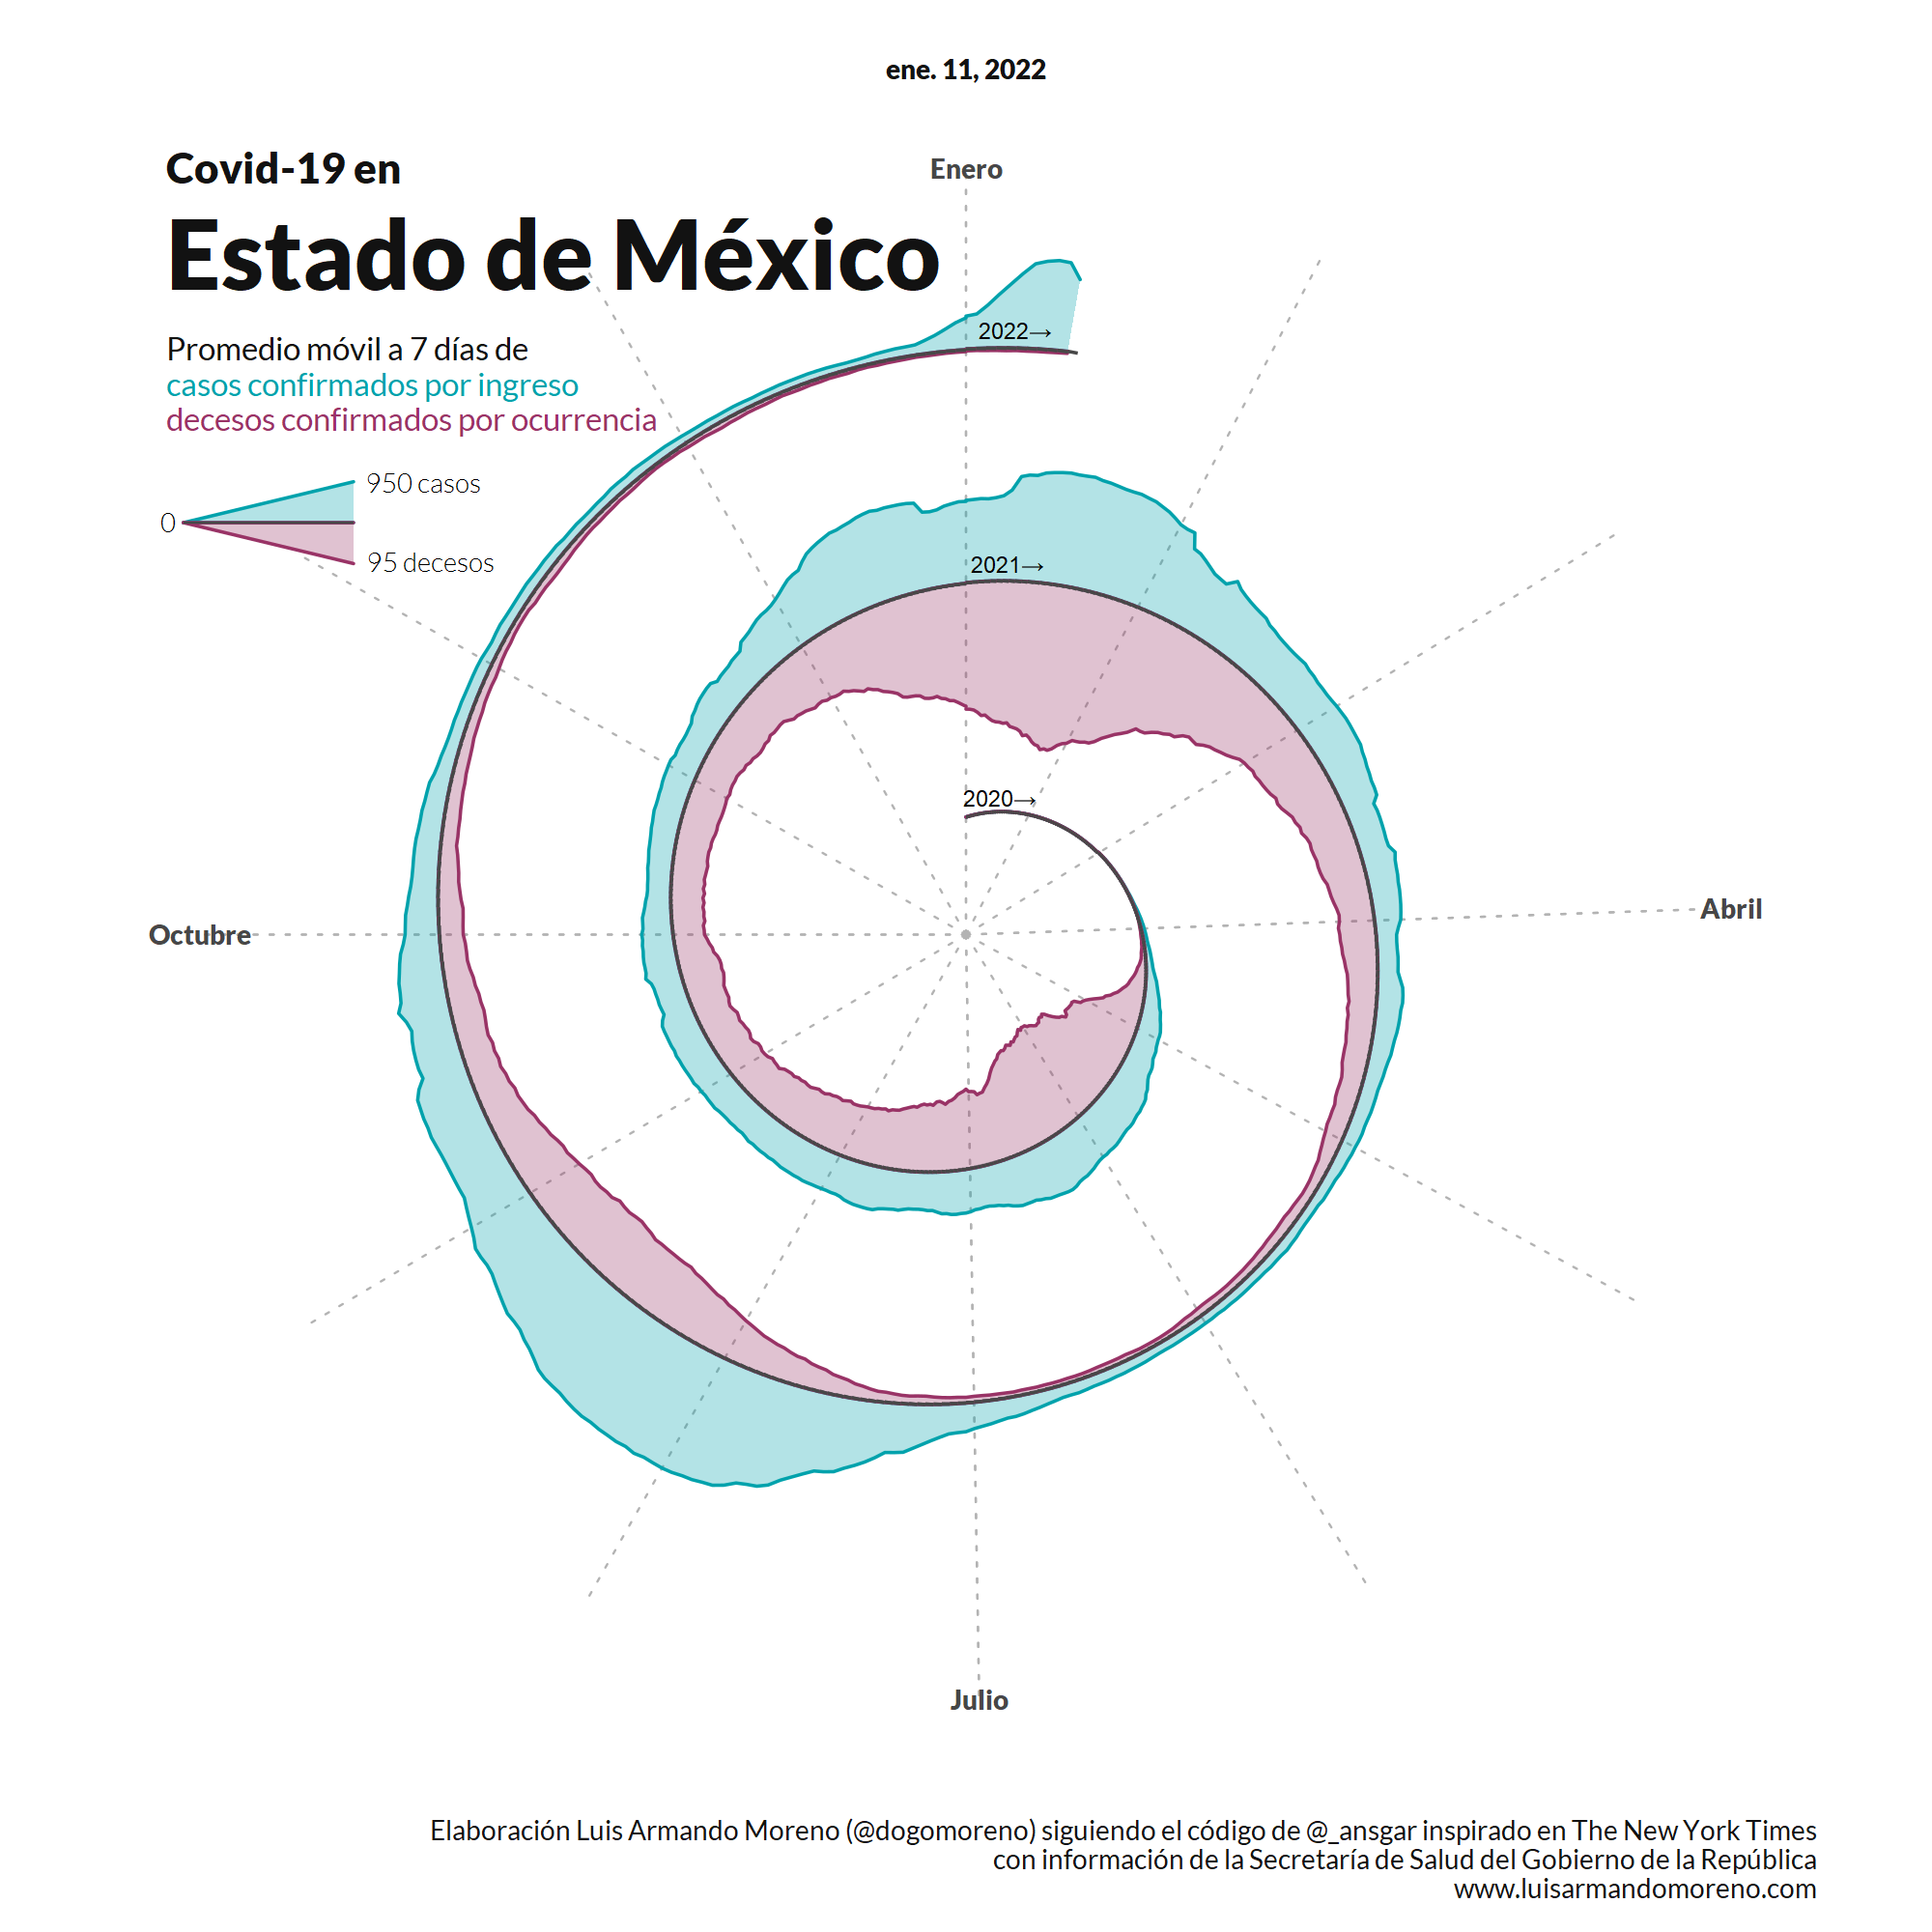 ene. 11, 2022
Covid-19 en
Estado de México
Promedio móvil a 7 días de
casos confirmados por ingreso
decesos confirmados por ocurrencia
950 casos
0
95 decesos
Enero
2022→
2021→
2020→
Abril
Octubre
Julio
Elaboración Luis Armando Moreno (@dogomoreno) siguiendo el código de @_ansgar inspirado en The New York Times
con información de la Secretaría de Salud del Gobierno de la República
www.luisarmandomoreno.com